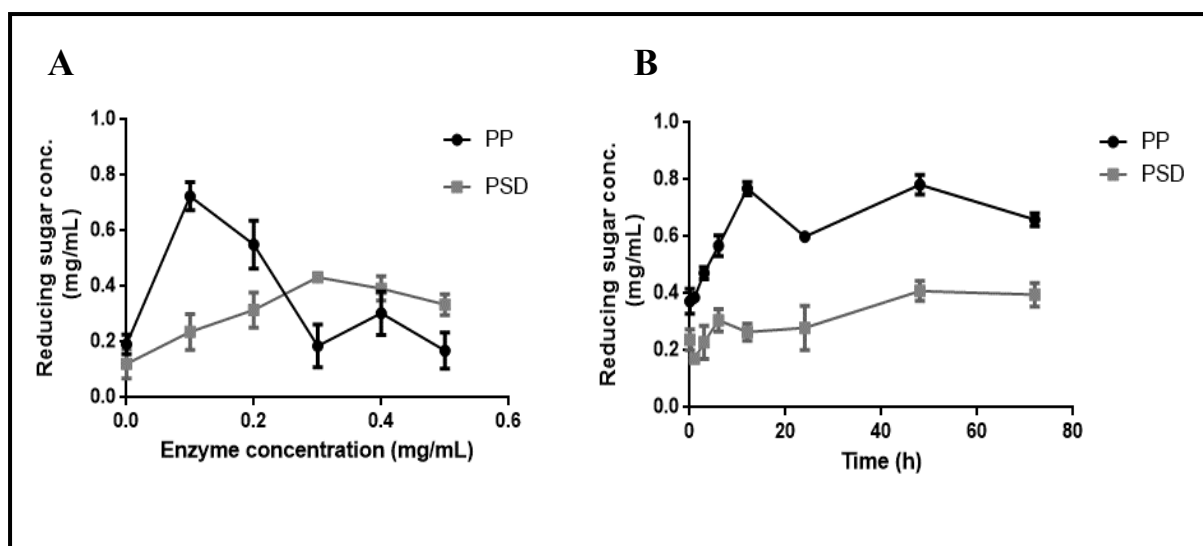 A
Reducing sugar conc.
(mg/mL)
1.0
0.8
0.6
0.4
0.2
0.0
0.0 0.2 0.4 0.6
Enzyme concentration (mg/mL)
PP
PSD
B
Reducing sugar conc.
(mg/mL)
1.0
0.8
0.6
0.4
0.2
0.0
0 20 40 60 80
Time (h)
PP
PSD